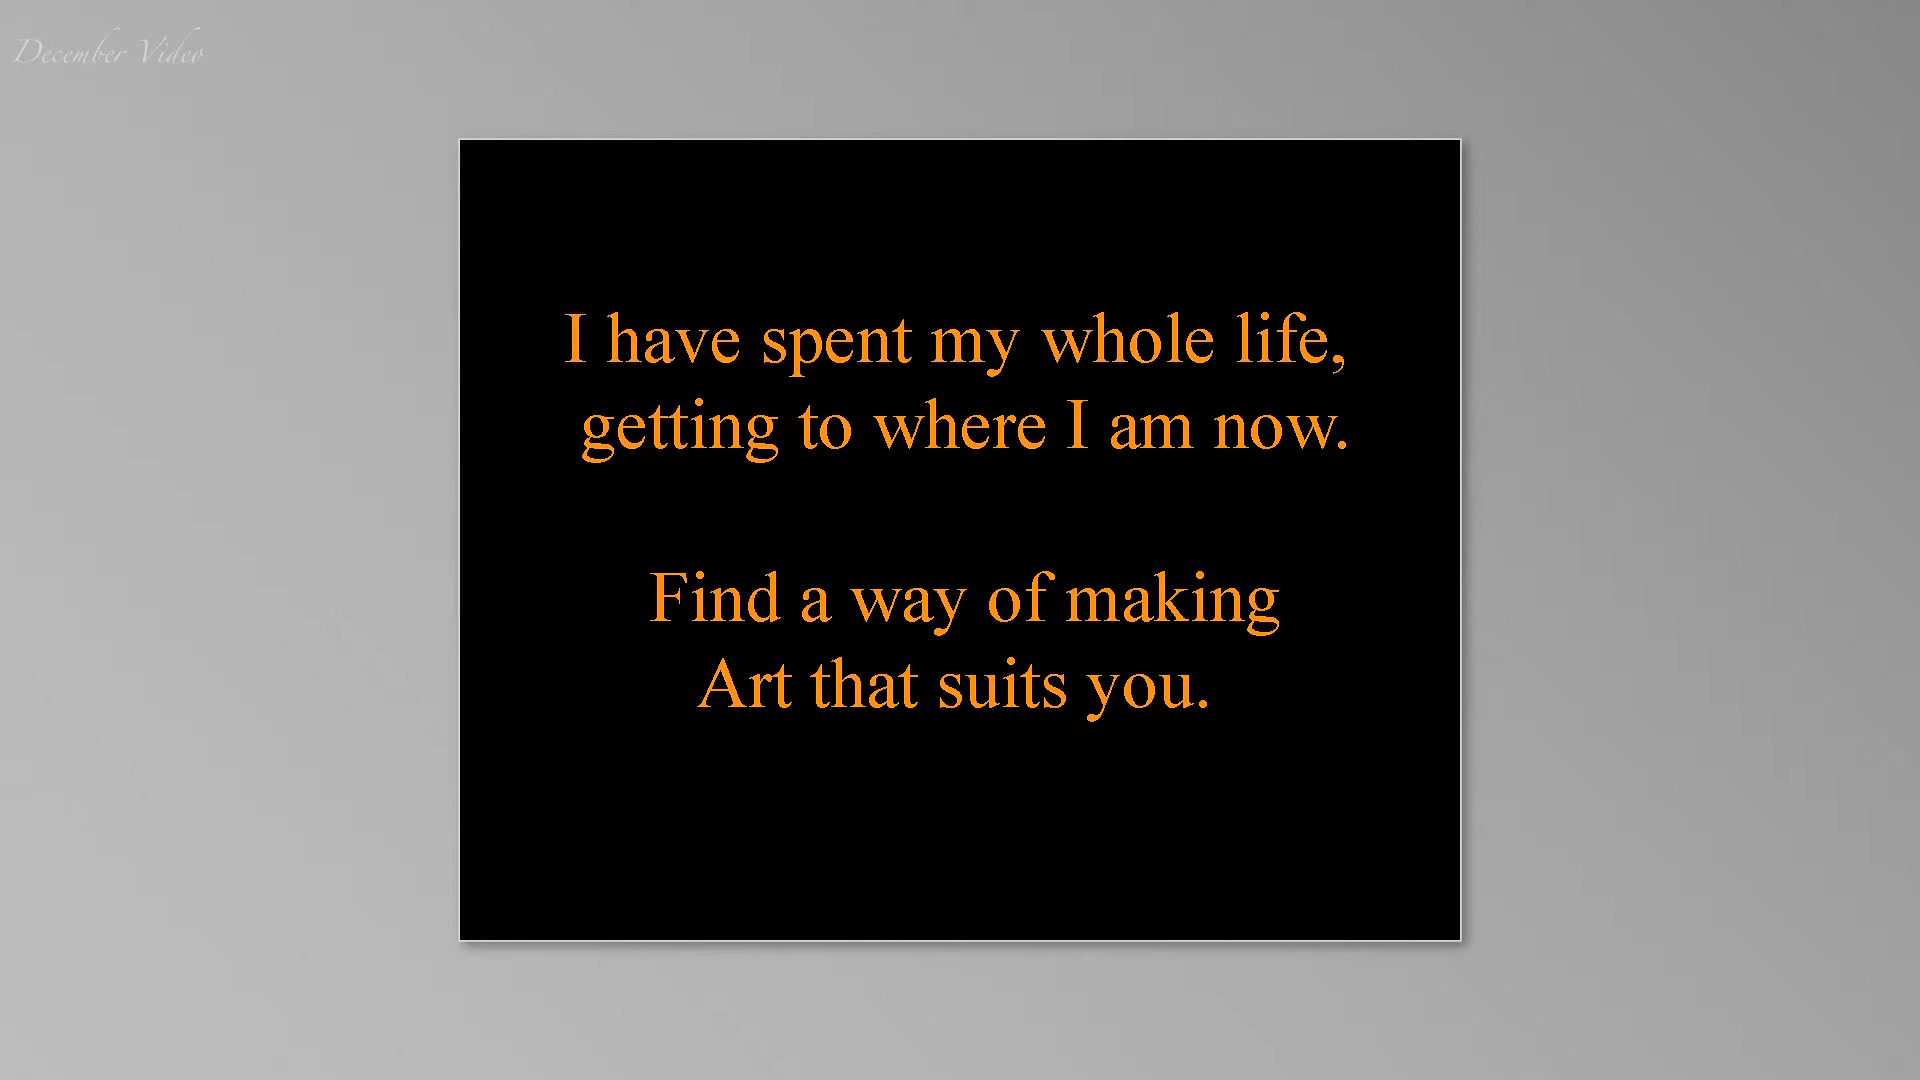 December Video
I have spent my whole life,
getting to where I am now.
Find a way of making
Art that suits you.